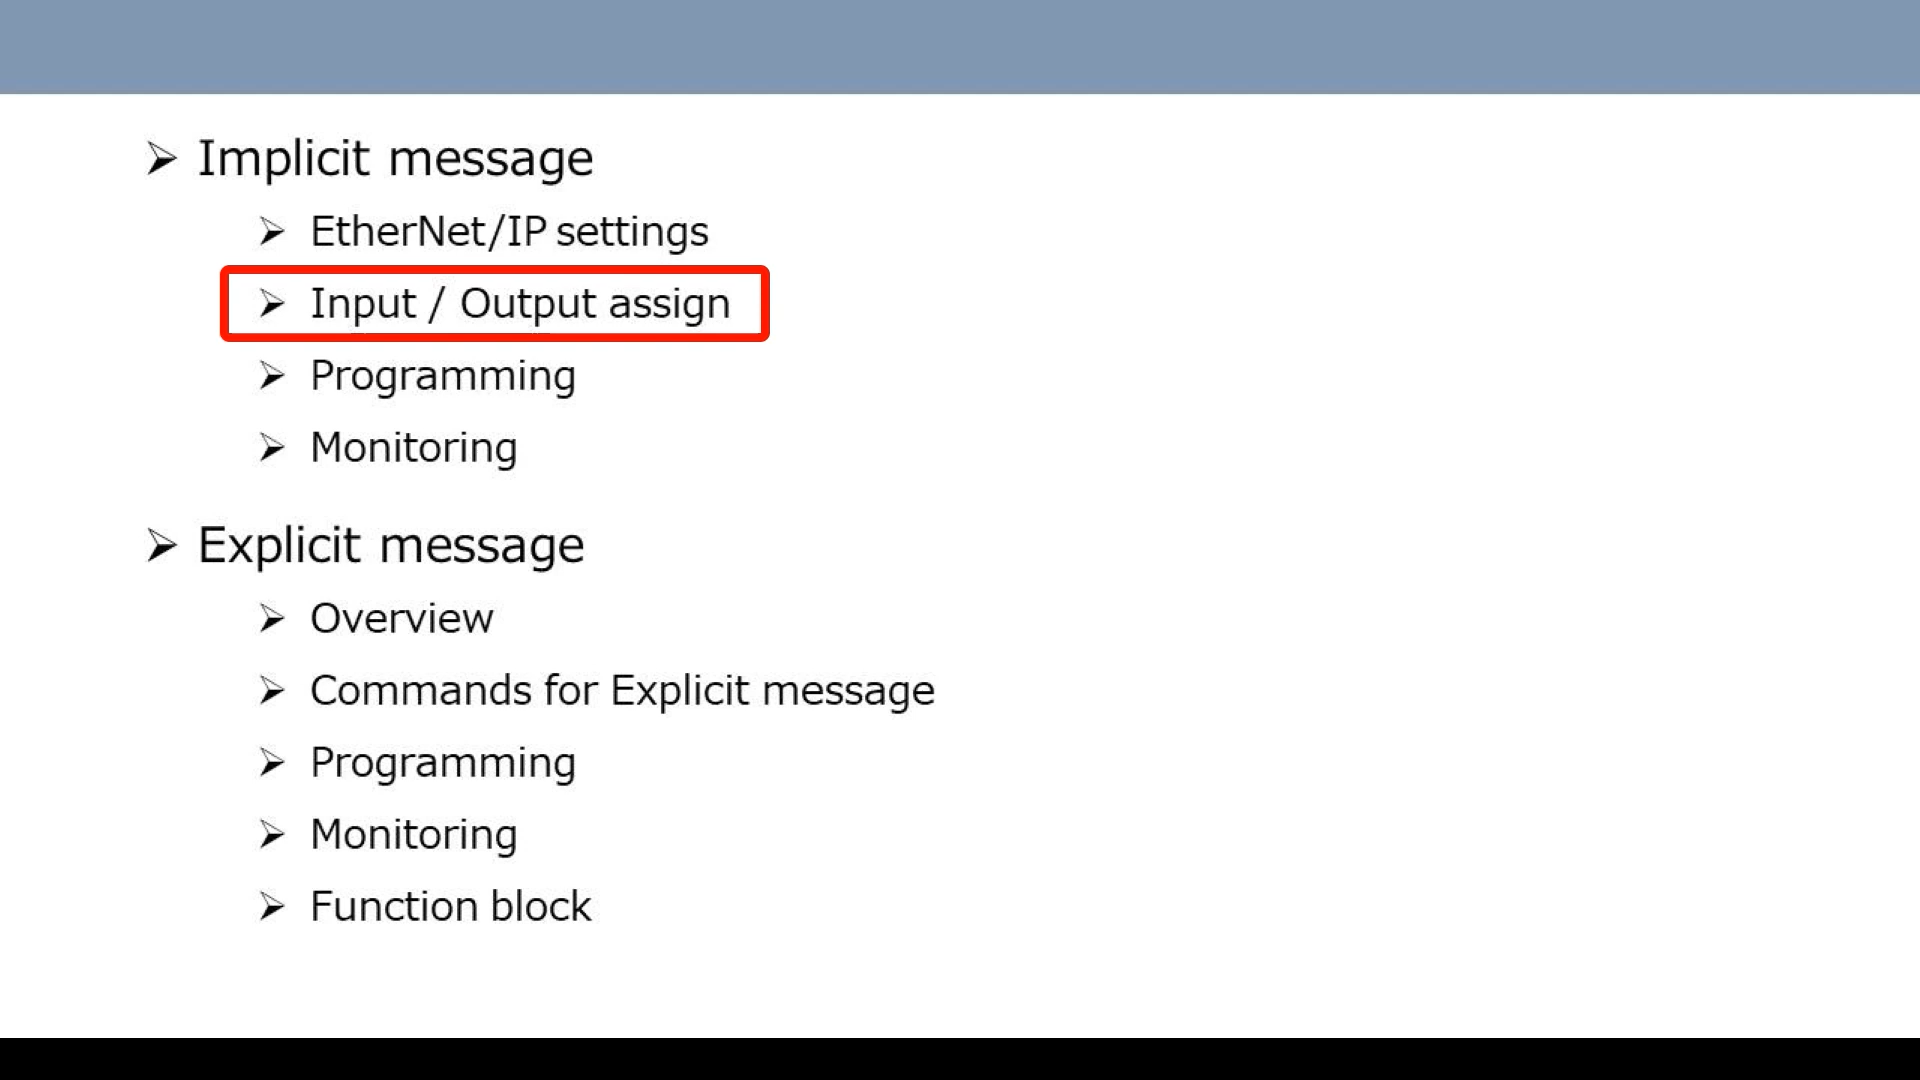 Implicit message
EtherNet/IP settings
Input / Output assign
Programming
Monitoring
Explicit message
Overview
Commands for Explicit message
Programming
Monitoring
Function block